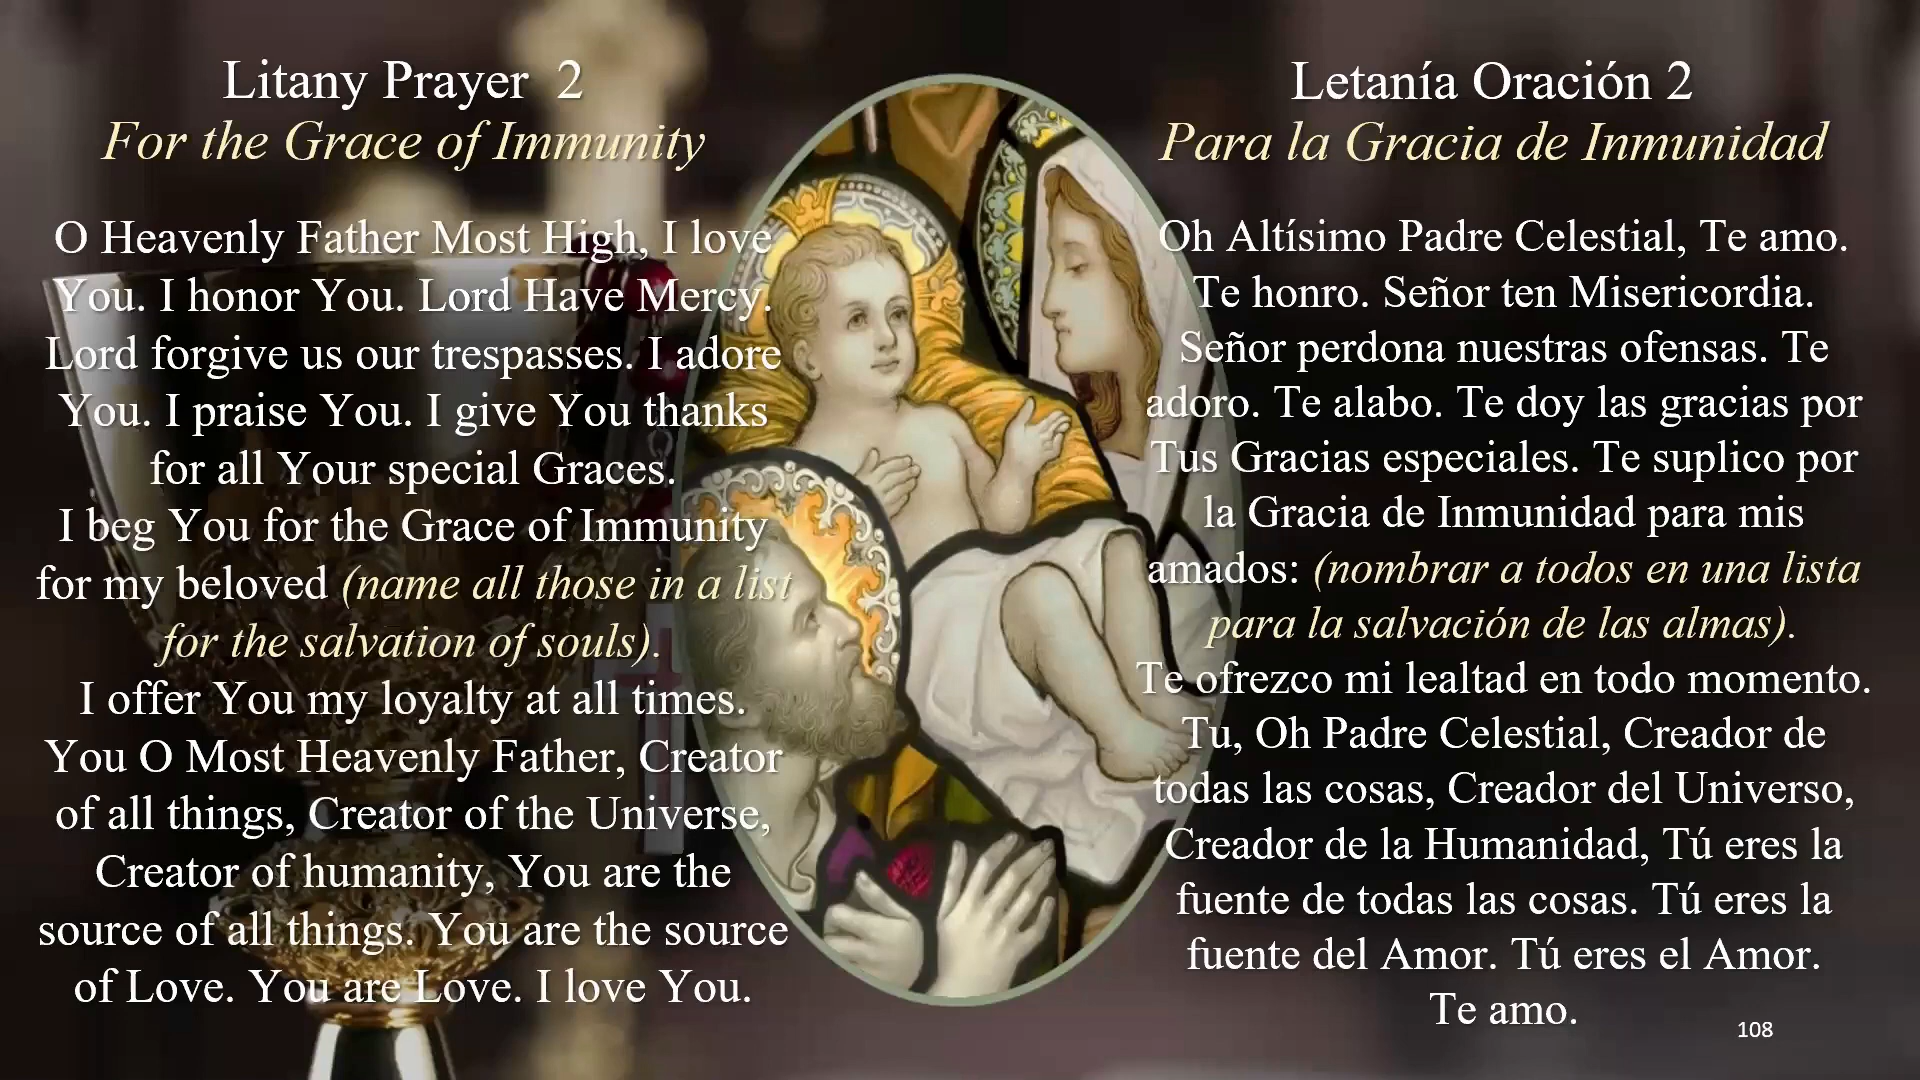 Litany Prayer  2
For the Grace of Immunity
O Heavenly Father Most High, I love
You. I honor You. Lord Have Mercy.
Lord forgive us our trespasses. I adore
You. I praise You. I give You thanks
for all Your special Graces.
I beg You for the Grace of Immunity
for my beloved (name all those in a list
for the salvation of souls).
I offer You my loyalty at all times.
You O Most Heavenly Father, Creator
of all things, Creator of the Universe,
Creator of humanity, You are the
source of all things. You are the source
of Love. You are Love. I love You.
Letanía Oración 2
Para la Gracia de Inmunidad
Oh Altísimo Padre Celestial, Te amo.
Te honro. Señor ten Misericordia.
Señor perdona nuestras ofensas. Te
adoro. Te alabo. Te doy las gracias por
Tus Gracias especiales. Te suplico por
la Gracia de Inmunidad para mis
amados: (nombrar a todos en una lista
para la salvación de las almas).
Te ofrezco mi lealtad en todo momento.
Tu, Oh Padre Celestial, Creador de
todas las cosas, Creador del Universo,
Creador de la Humanidad, Tú eres la
fuente de todas las cosas. Tú eres la
fuente del Amor. Tú eres el Amor.
Te amo.
108